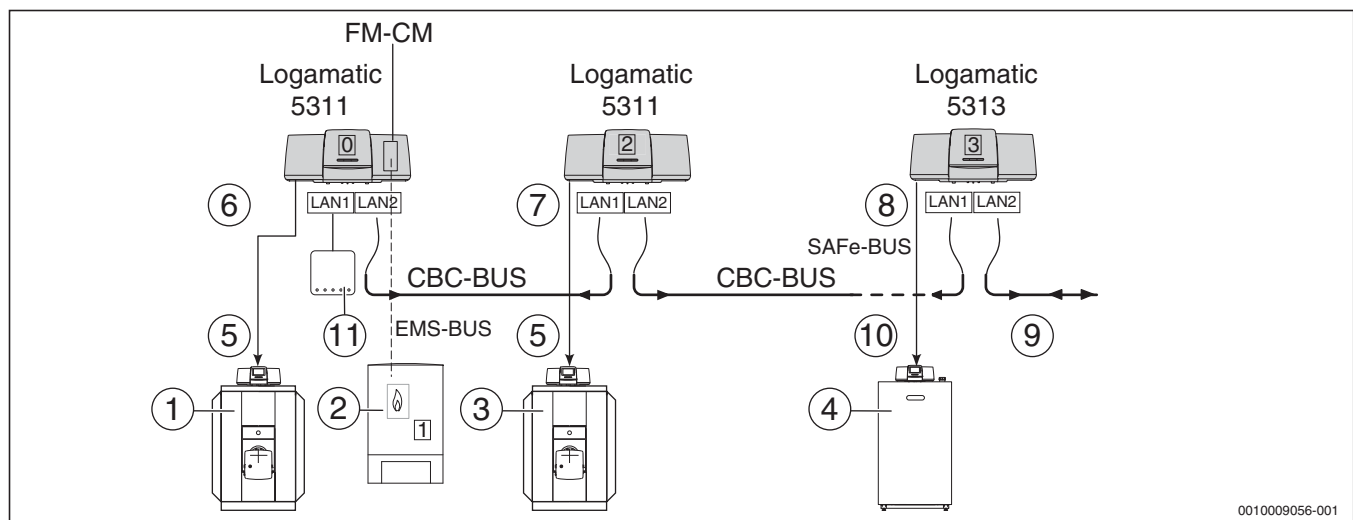 FM-CM
Logamatic
5311
Logamatic
5311
Logamatic
5313
0
2
3
6
LAN1 LAN2
7
LAN1 LAN2
8
LAN1 LAN2
SAFe-BUS
CBC-BUS
CBC-BUS
5
11
EMS-BUS
5
10
9
1
2
1
3
4
0010009056-001